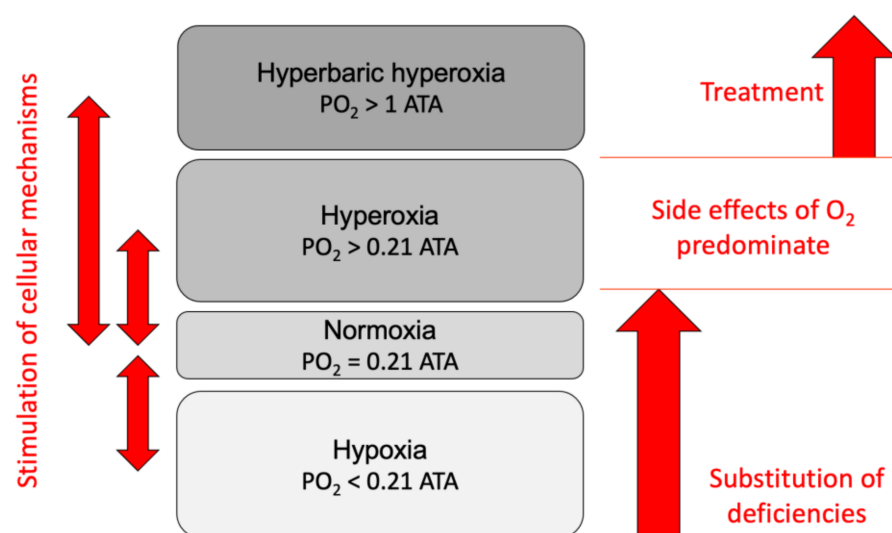 Stimulation of cellular mechanisms
Hyperbaric hyperoxia
PO₂ > 1 ATA
Hyperoxia
PO₂ > 0.21 ATA
Normoxia
PO₂ = 0.21 ATA
Hypoxia
PO₂ < 0.21 ATA
Treatment
Side effects of O₂
predominate
Substitution of
deficiencies